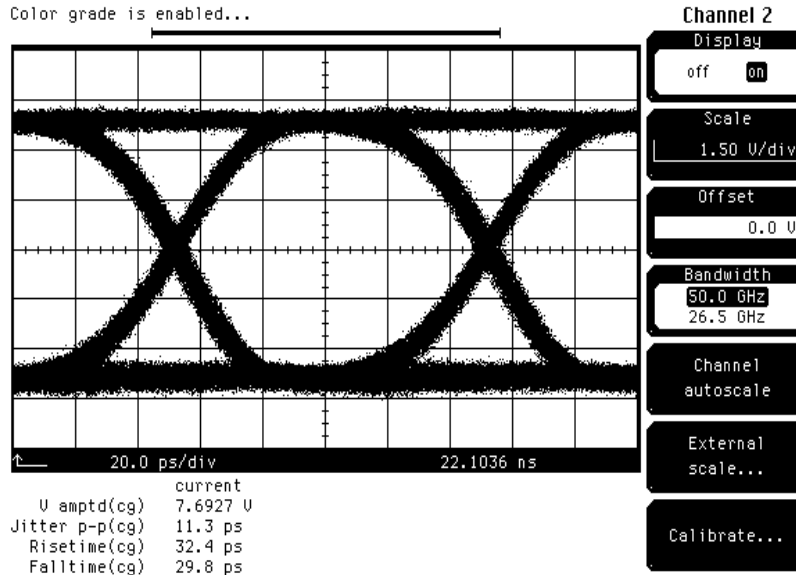 Color grade is enabled...
Channel 2
Display
off on
Scale
1.50 V/div
Offset
0.0 V
Bandwidth
50.0 GHz
26.5 GHz
Channel
autoscale
External
scale...
Calibrate...
20.0 ps/div 22.1036 ns
current
V amptd(cg) 7.6927 V
Jitter p-p(cg) 11.3 ps
Risetime(cg) 32.4 ps
Falltime(cg) 29.8 ps